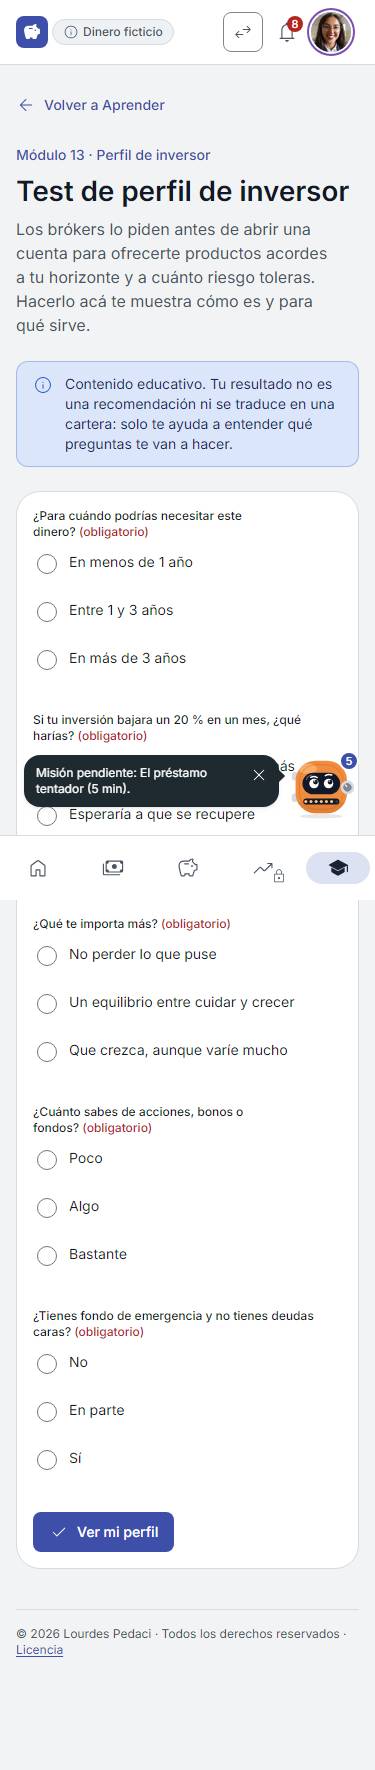 Dinero ficticio
8
Volver a Aprender
Módulo 13 · Perfil de inversor
Test de perfil de inversor
Los brókers lo piden antes de abrir una
cuenta para ofrecerte productos acordes
a tu horizonte y a cuánto riesgo toleras.
Hacerlo acá te muestra cómo es y para
qué sirve.
Contenido educativo. Tu resultado no es
una recomendación ni se traduce en una
cartera: solo te ayuda a entender qué
preguntas te van a hacer.
¿Para cuándo podrías necesitar este
dinero? (obligatorio)
En menos de 1 año
Entre 1 y 3 años
En más de 3 años
Si tu inversión bajara un 20 % en un mes, ¿qué
harías? (obligatorio)
5
Misión pendiente: El préstamo
tentador (5 min).
Esperaría a que se recupere
¿Qué te importa más? (obligatorio)
No perder lo que puse
Un equilibrio entre cuidar y crecer
Que crezca, aunque varíe mucho
¿Cuánto sabes de acciones, bonos o
fondos? (obligatorio)
Poco
Algo
Bastante
¿Tienes fondo de emergencia y no tienes deudas
caras? (obligatorio)
No
En parte
Sí
Ver mi perfil
© 2026 Lourdes Pedaci · Todos los derechos reservados ·
Licencia